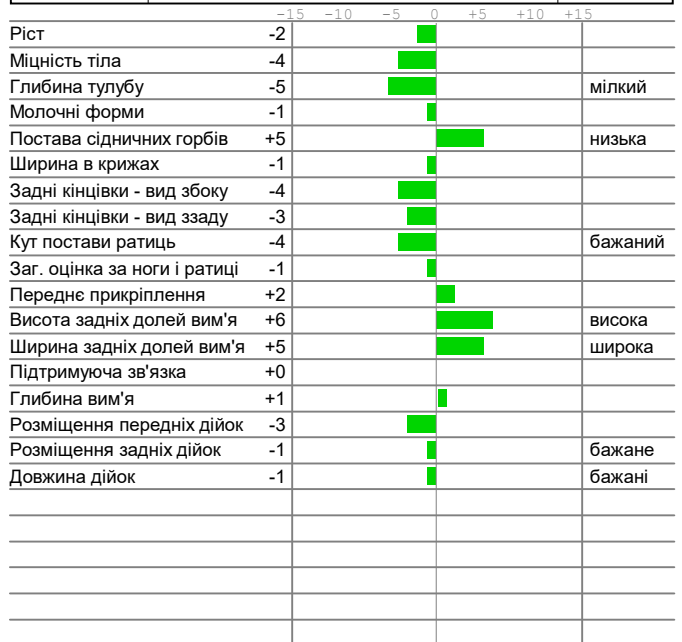 -15 -10 -5 0 +5 +10 +15
Ріст -2
Міцність тіла -4
Глибина тулубу -5 мілкий
Молочні форми -1
Постава сідничних горбів +5 низька
Ширина в крижах -1
Задні кінцівки - вид збоку -4
Задні кінцівки - вид ззаду -3
Кут постави ратиць -4 бажаний
Заг. оцінка за ноги і ратиці -1
Переднє прикріплення +2
Висота задніх долей вим'я +6 висока
Ширина задніх долей вим'я +5 широка
Підтримуюча зв'язка +0
Глибина вим'я +1
Розміщення передніх дійок -3
Розміщення задніх дійок -1 бажане
Довжина дійок -1 бажані